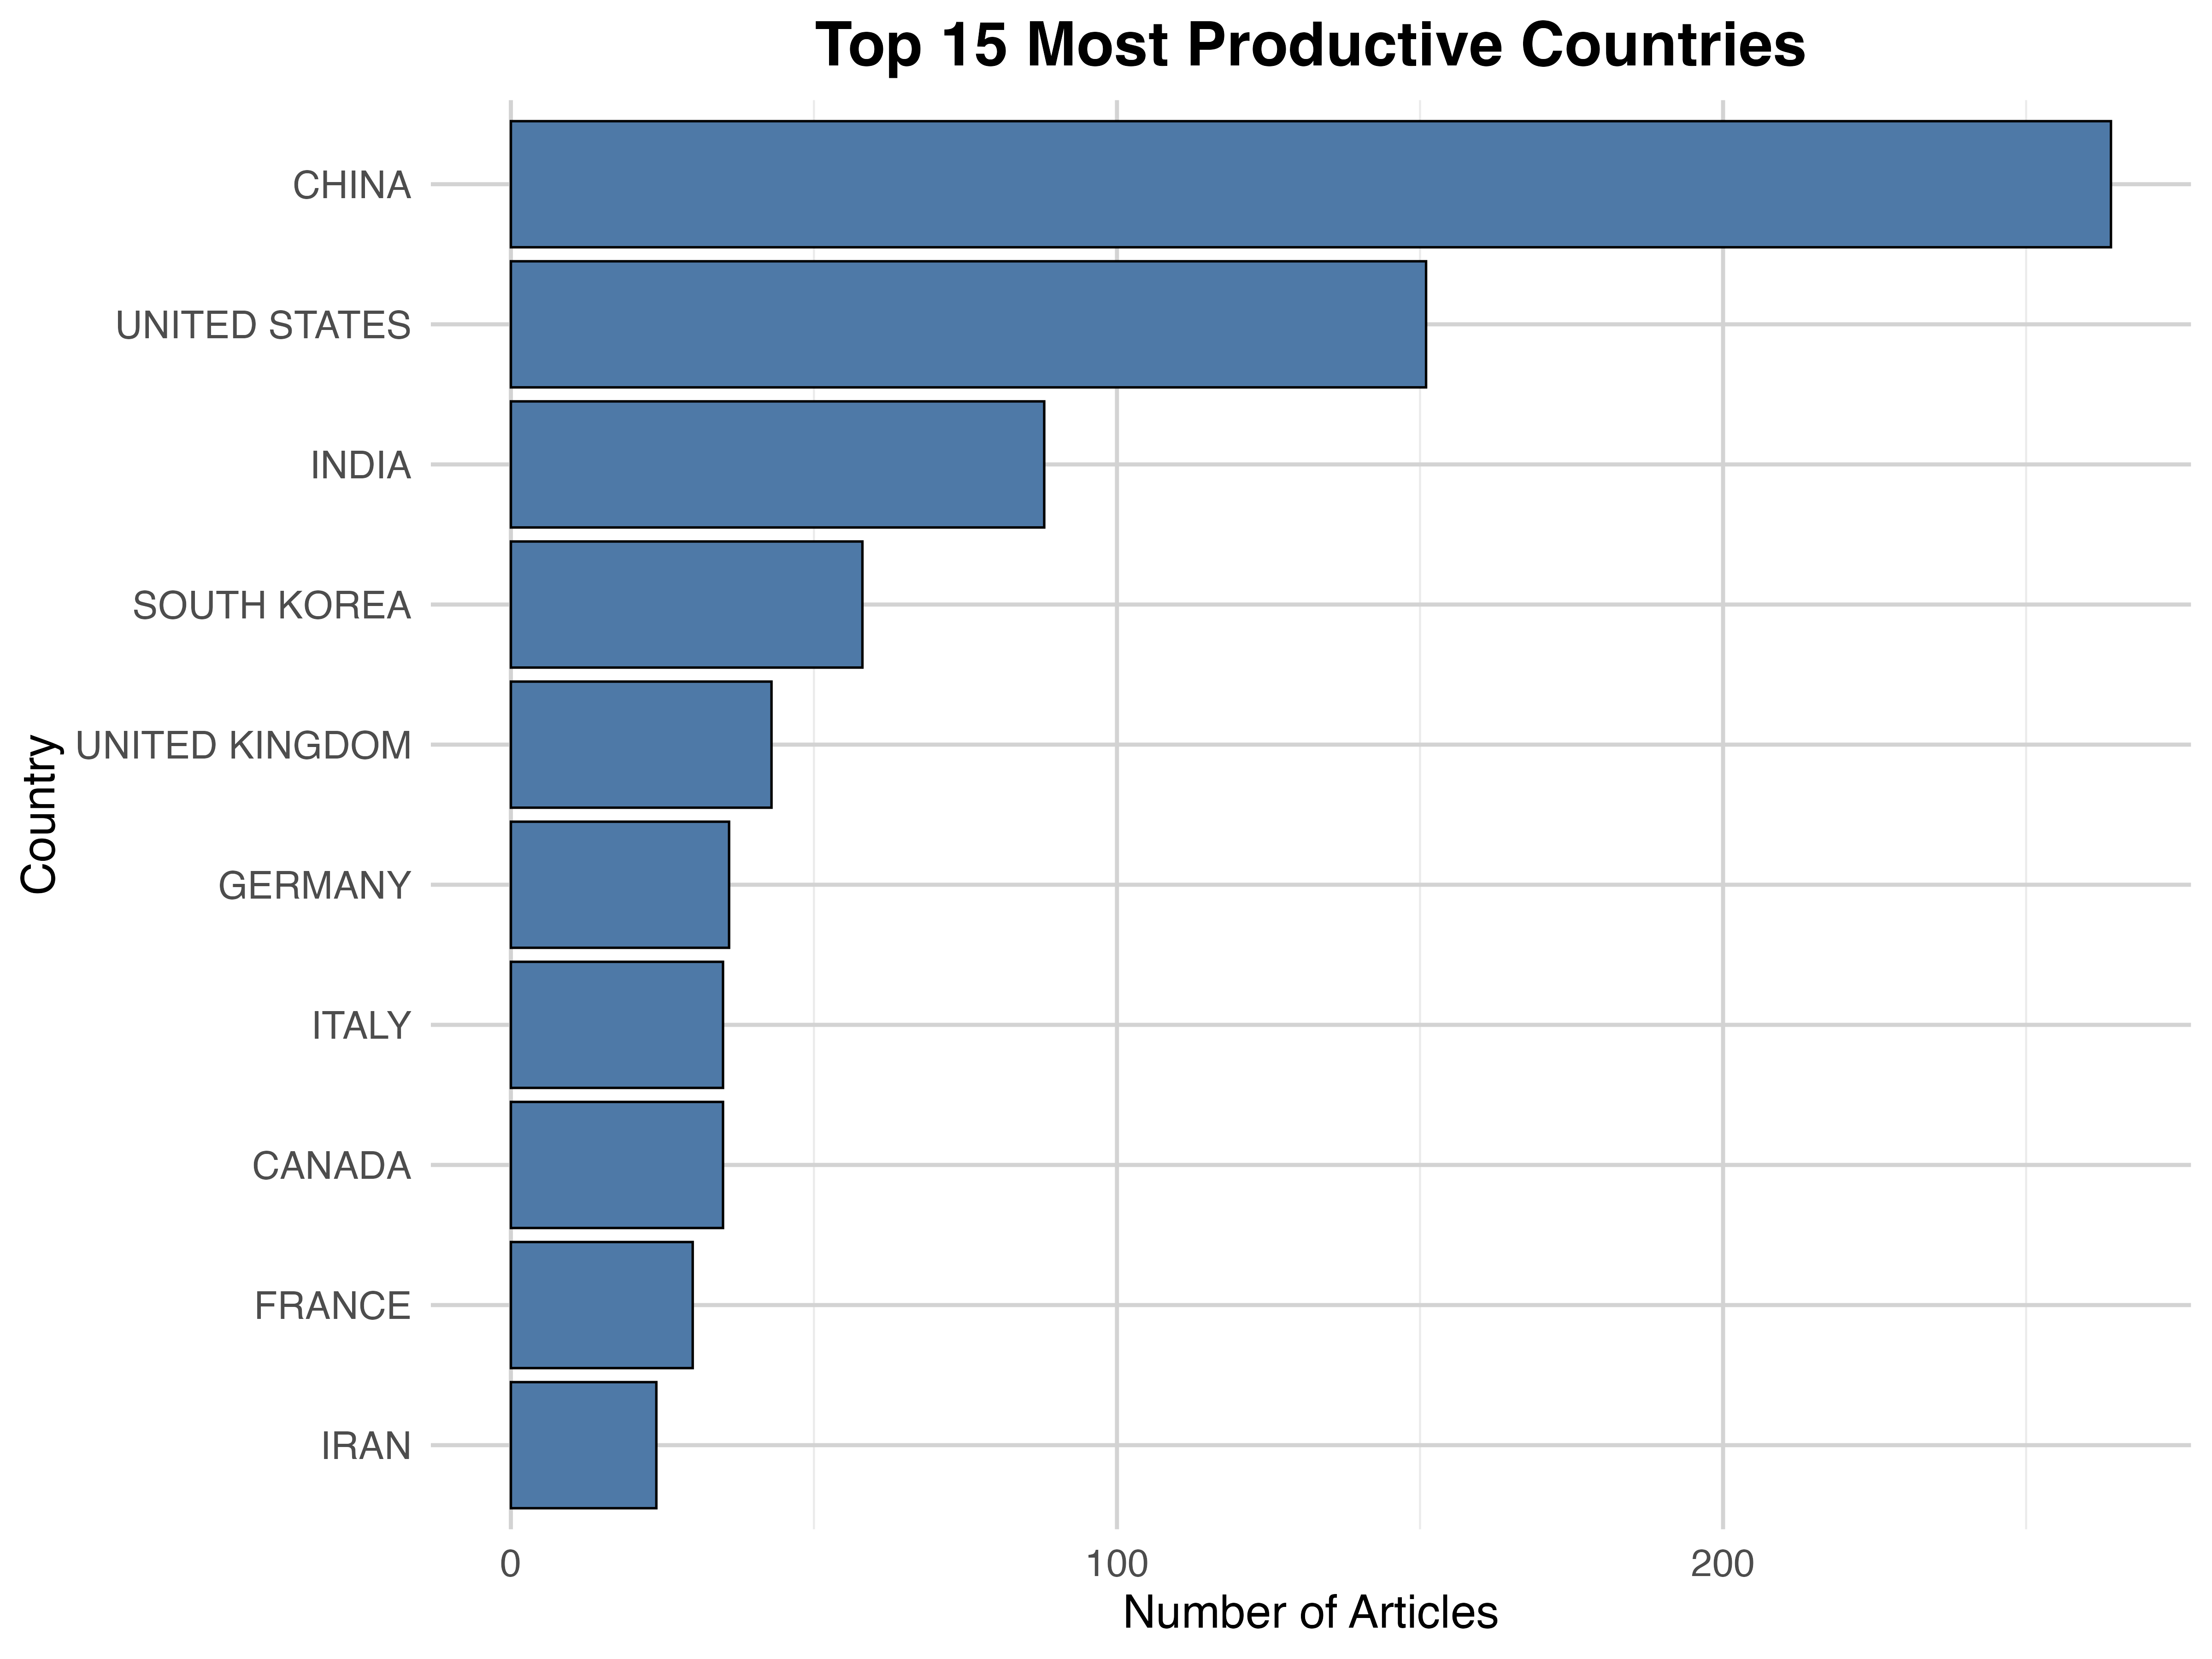 Top 15 Most Productive Countries
CHINA
UNITED STATES
INDIA
SOUTH KOREA
UNITED KINGDOM
GERMANY
ITALY
CANADA
FRANCE
IRAN
Country
0 100 200
Number of Articles